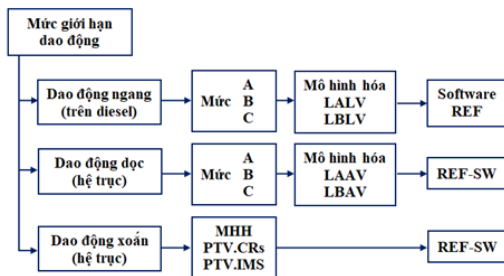 Mức giới hạn
dao động
Dao động ngang
(trên diesel)
Mức
A
B
C
Mô hình hóa
LALV
LBLV
Software
REF
Dao động dọc
(hệ trục)
Mức
A
B
C
Mô hình hóa
LAAV
LBAV
REF-SW
Dao động xoắn
(hệ trục)
MHH
PTV.CRs
PTV.IMS
REF-SW